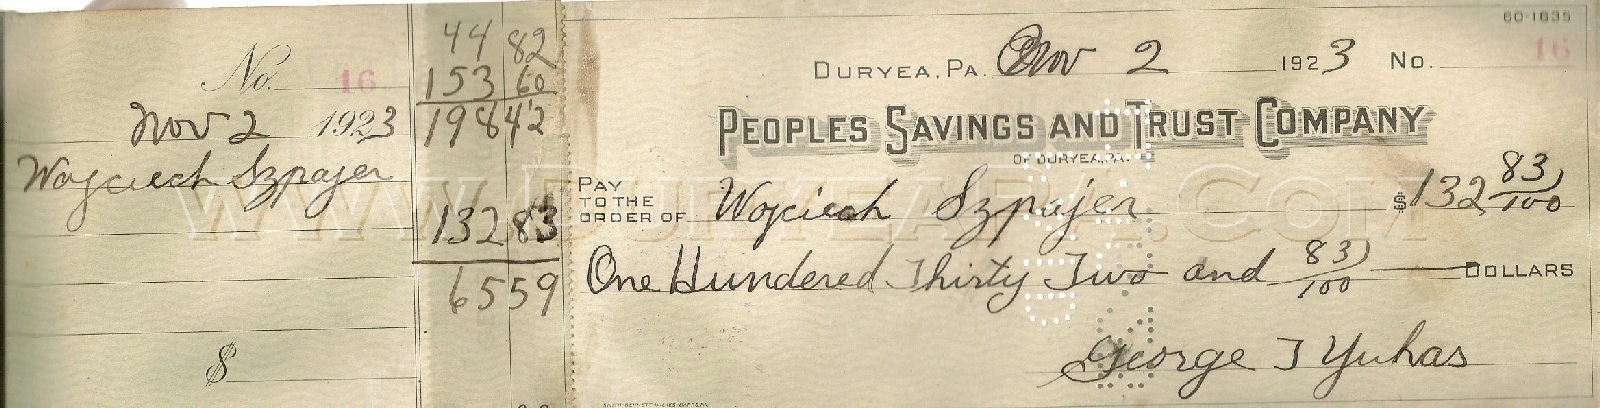 44 82
No. 16
153 60
Nov 2 1923
198 42
Wojciech Szpajer
132 83
65 59
$
60-1635
DURYEA, PA. Nov 2 1923 No. 16
PEOPLES SAVINGS AND TRUST COMPANY
OF DURYEA, PA.
PAY TO THE ORDER OF Wojciech Szpajer $132 83/100
One Hundered Thirty Two and 83/100 DOLLARS
George J Yuhas
WWW.DURYEAPA.COM